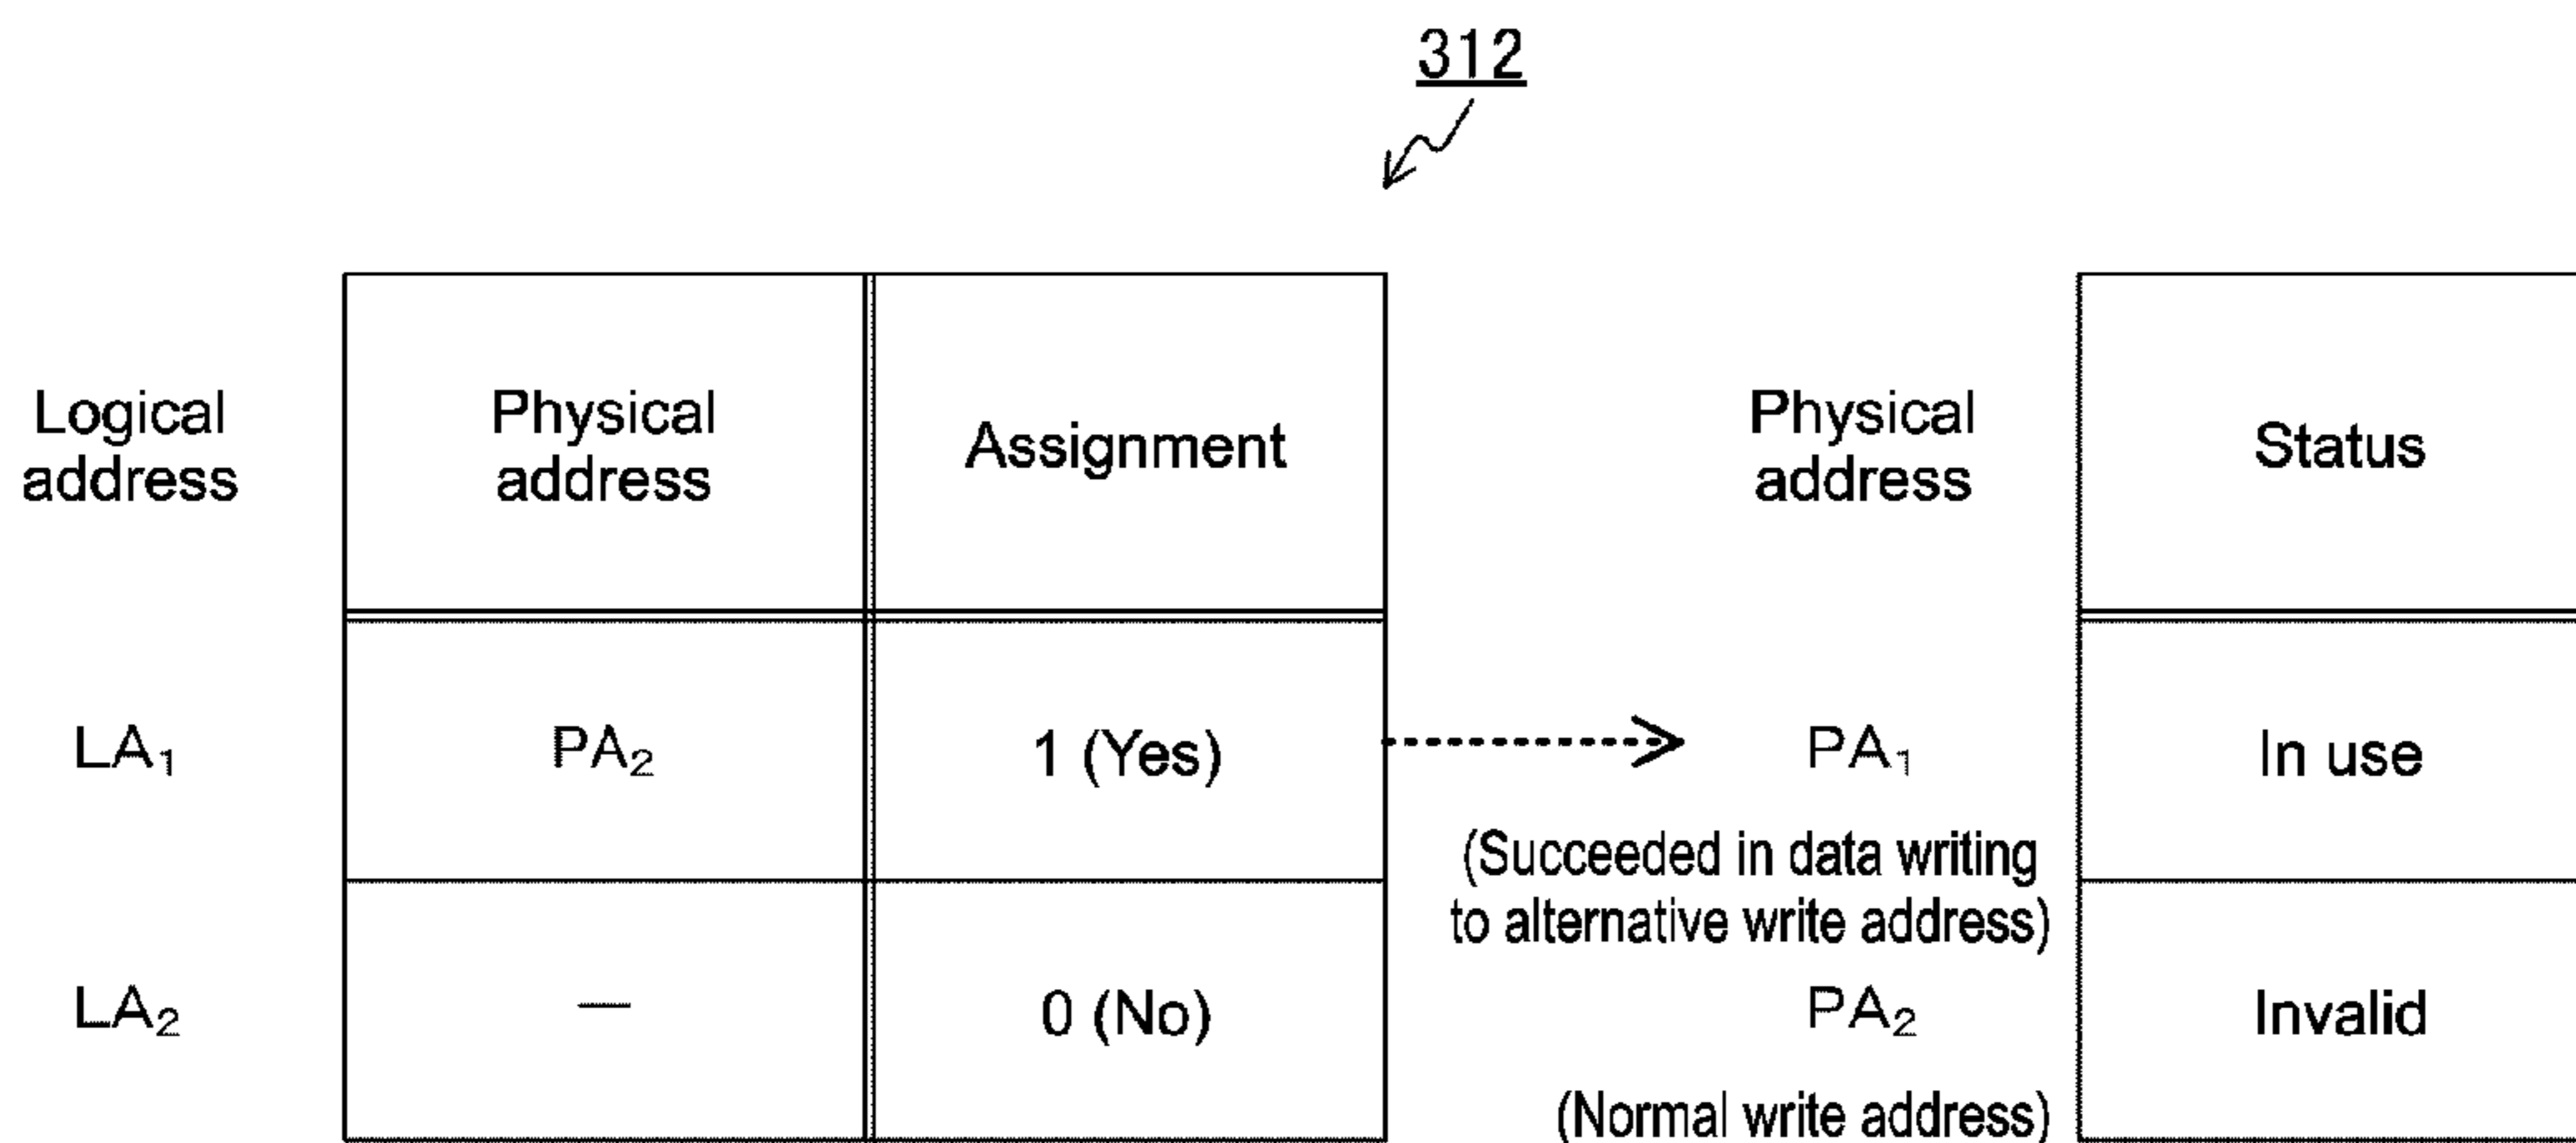 312
Logical
address
Physical
address
Assignment
Physical
address
Status
LA₁
PA₂
1 (Yes)
PA₁
In use
(Succeeded in data writing
to alternative write address)
LA₂
—
0 (No)
PA₂
Invalid
(Normal write address)